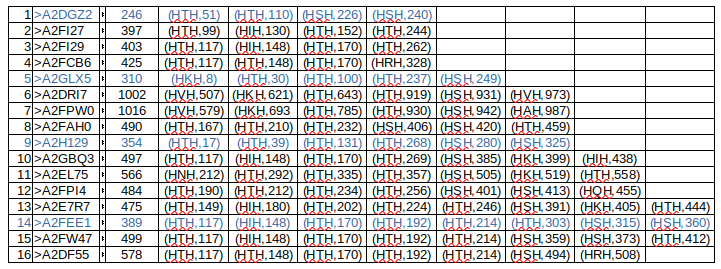 1 >A2DGZ2 246 (HTH,51) (HTH,110) (HSH,226) (HSH,240)
2 >A2FI27 397 (HTH,99) (HIH,130) (HTH,152) (HTH,244)
3 >A2FI29 403 (HTH,117) (HIH,148) (HTH,170) (HTH,262)
4 >A2FCB6 425 (HTH,117) (HTH,148) (HTH,170) (HRH,328)
5 >A2GLX5 310 (HKH,8) (HTH,30) (HTH,100) (HTH,237) (HSH,249)
6 >A2DRI7 1002 (HVH,507) (HKH,621) (HTH,643) (HTH,919) (HSH,931) (HVH,973)
7 >A2FPW0 1016 (HVH,579) (HKH,693 (HTH,785) (HTH,930) (HSH,942) (HAH,987)
8 >A2FAH0 490 (HTH,167) (HTH,210) (HTH,232) (HSH,406) (HSH,420) (HTH,459)
9 >A2H129 354 (HTH,17) (HTH,39) (HTH,131) (HTH,268) (HSH,280) (HSH,325)
10 >A2GBQ3 497 (HTH,117) (HIH,148) (HTH,170) (HTH,269) (HSH,385) (HKH,399) (HIH,438)
11 >A2EL75 566 (HNH,212) (HTH,292) (HTH,335) (HTH,357) (HSH,505) (HKH,519) (HTH,558)
12 >A2FPI4 484 (HTH,190) (HTH,212) (HTH,234) (HTH,256) (HSH,401) (HSH,413) (HQH,455)
13 >A2E7R7 475 (HTH,149) (HIH,180) (HTH,202) (HTH,224) (HTH,246) (HSH,391) (HKH,405) (HTH,444)
14 >A2FEE1 389 (HTH,117) (HIH,148) (HTH,170) (HTH,192) (HTH,214) (HTH,303) (HSH,315) (HSH,360)
15 >A2FW47 499 (HTH,117) (HIH,148) (HTH,170) (HTH,192) (HTH,214) (HSH,359) (HSH,373) (HTH,412)
16 >A2DF55 578 (HTH,117) (HTH,148) (HTH,170) (HTH,192) (HTH,214) (HSH,494) (HRH,508)